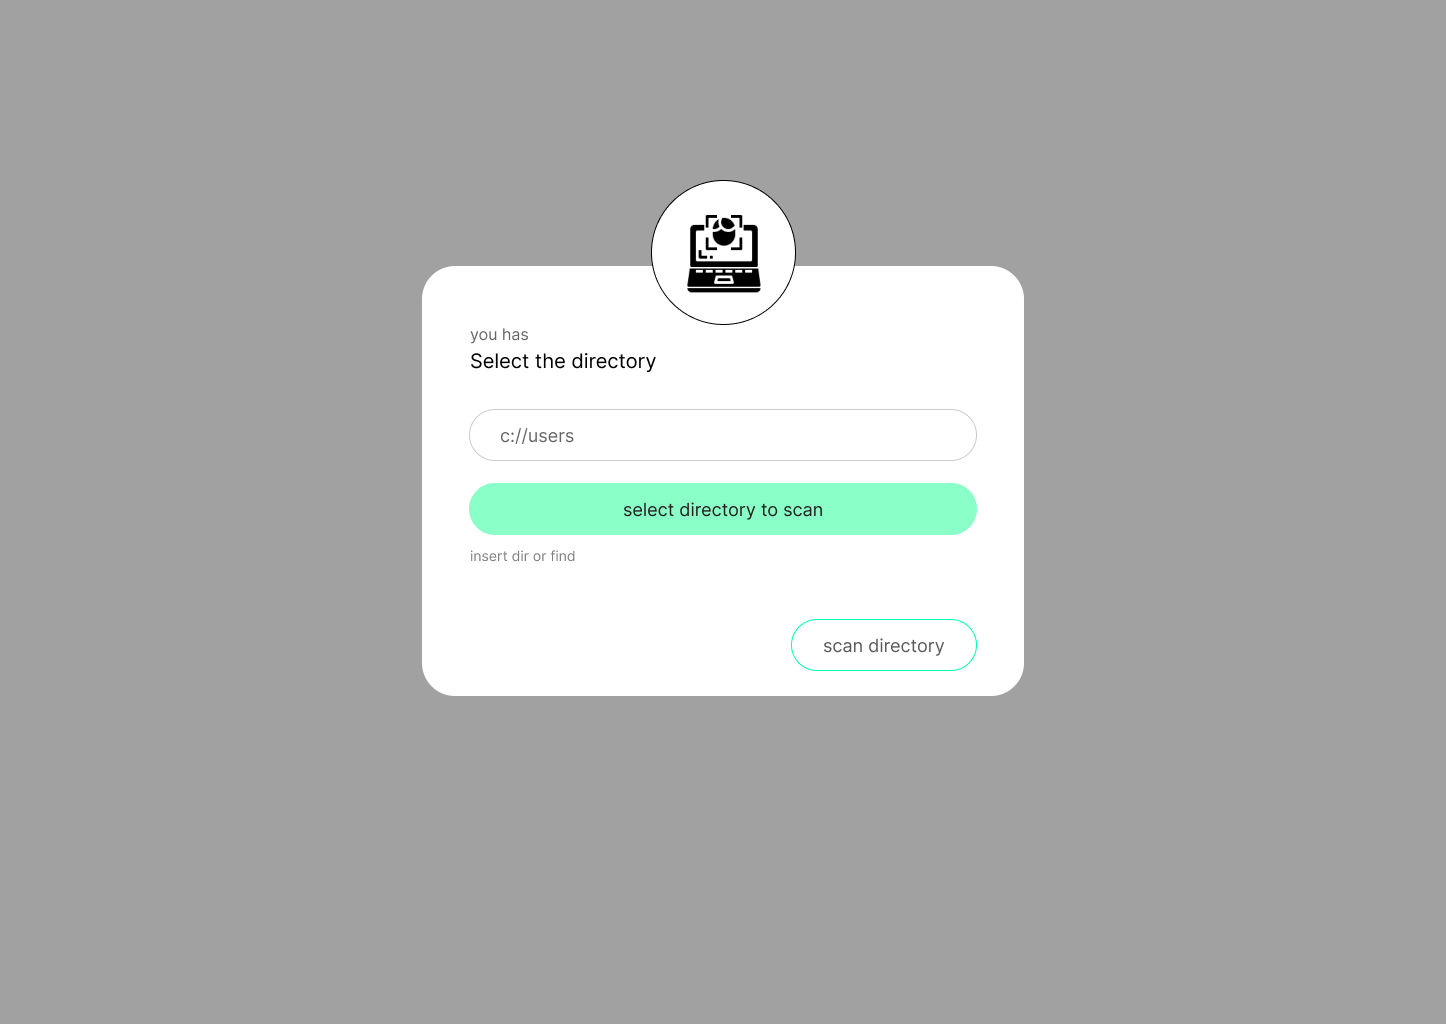 you has
Select the directory
c://users
select directory to scan
insert dir or find
scan directory